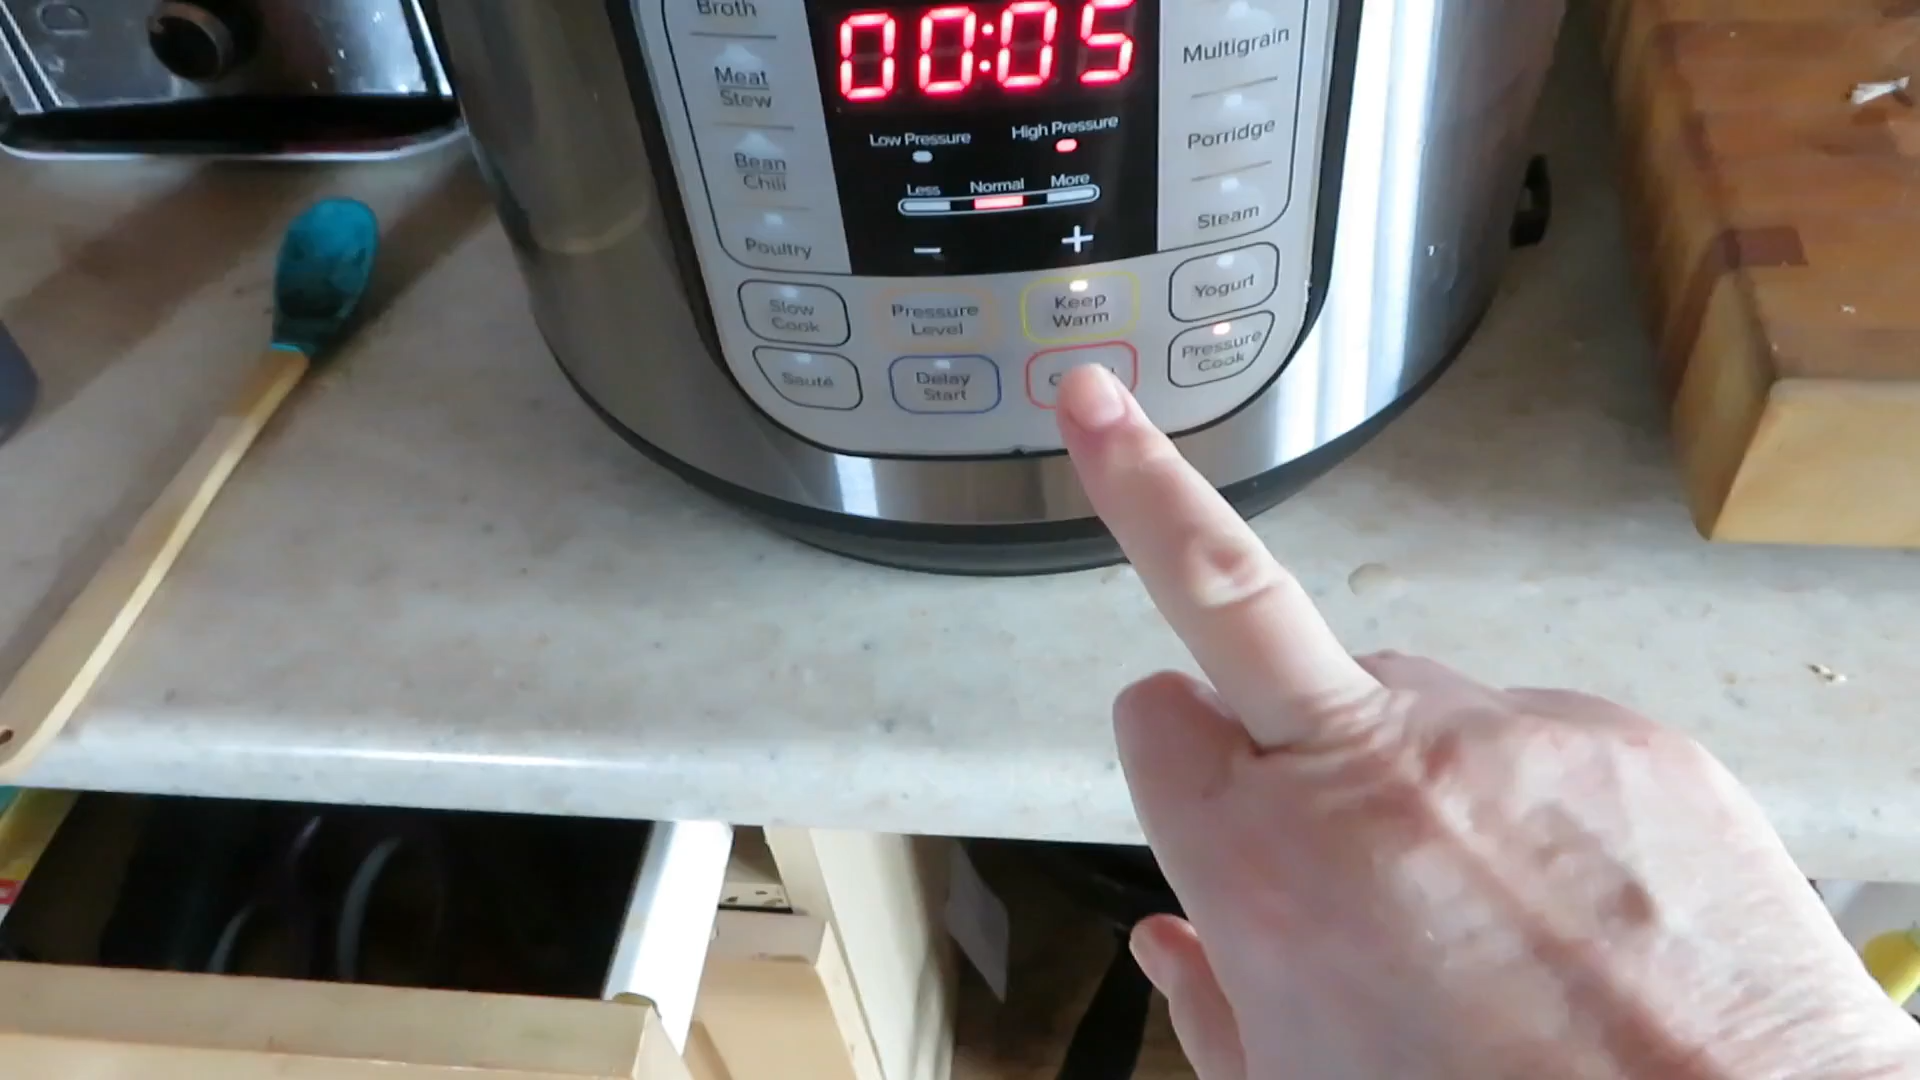 Broth
Meat
Stew
Bean
Chili
Poultry
00:05
Low Pressure
High Pressure
Less
Normal
More
−
+
Multigrain
Porridge
Steam
Slow
Cook
Pressure
Level
Keep
Warm
Yogurt
Sauté
Delay
Start
Pressure
Cook